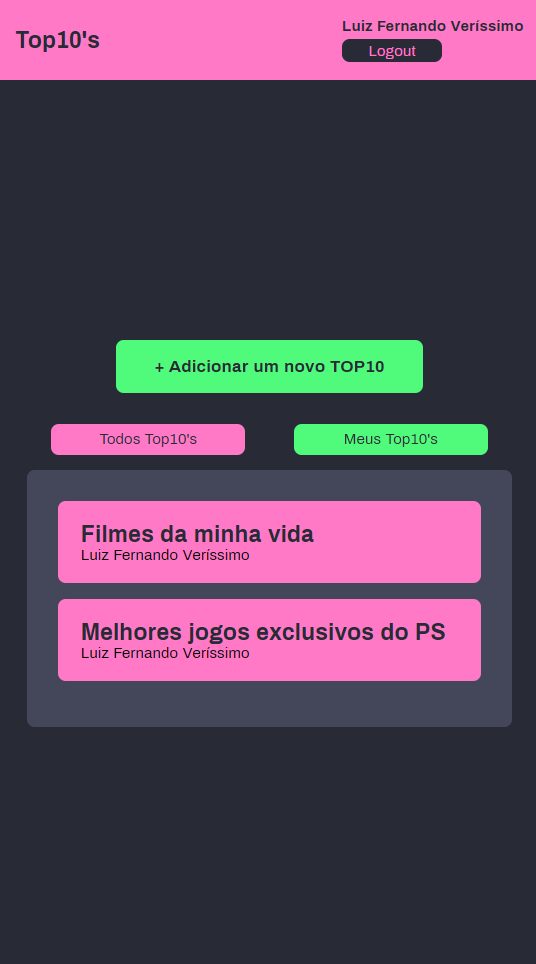 Top10's
Luiz Fernando Veríssimo
Logout
+ Adicionar um novo TOP10
Todos Top10's
Meus Top10's
Filmes da minha vida
Luiz Fernando Veríssimo
Melhores jogos exclusivos do PS
Luiz Fernando Veríssimo